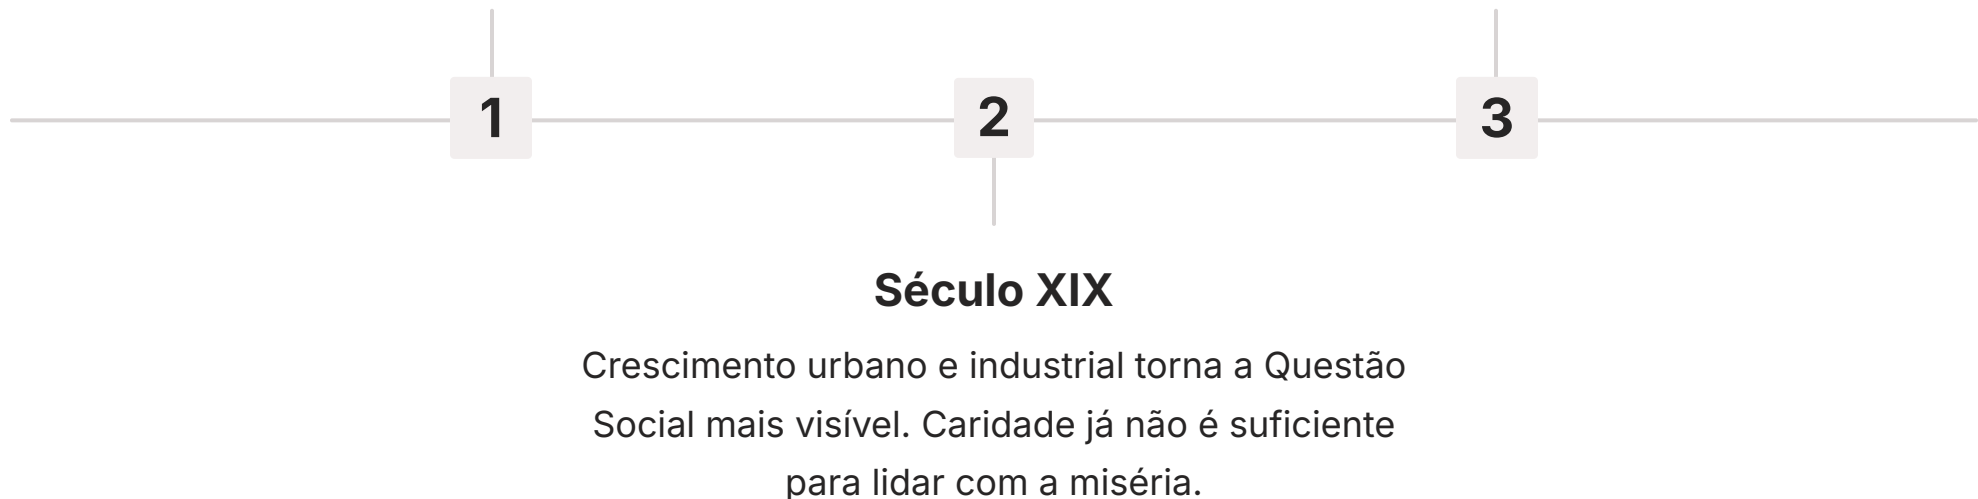 1 2 3
Século XIX
Crescimento urbano e industrial torna a Questão
Social mais visível. Caridade já não é suficiente
para lidar com a miséria.